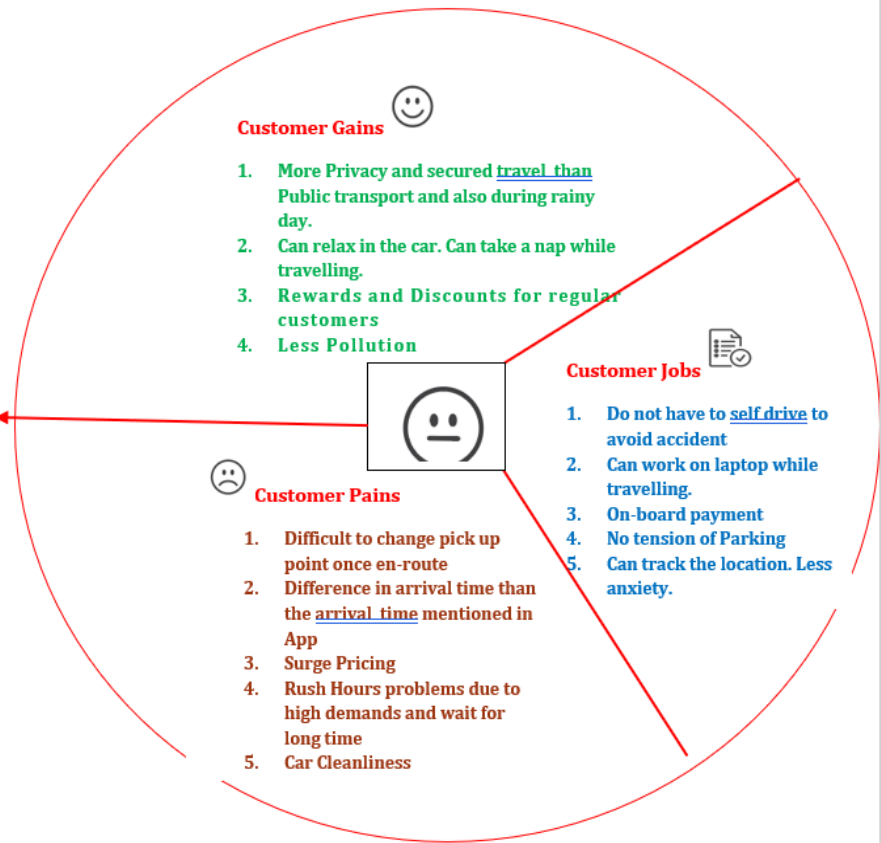 Customer Gains
1. More Privacy and secured travel than
Public transport and also during rainy
day.
2. Can relax in the car. Can take a nap while
travelling.
3. Rewards and Discounts for regular
customers
4. Less Pollution
Customer Jobs
1. Do not have to self drive to
avoid accident
2. Can work on laptop while
travelling.
3. On-board payment
4. No tension of Parking
5. Can track the location. Less
anxiety.
Customer Pains
1. Difficult to change pick up
point once en-route
2. Difference in arrival time than
the arrival time mentioned in
App
3. Surge Pricing
4. Rush Hours problems due to
high demands and wait for
long time
5. Car Cleanliness